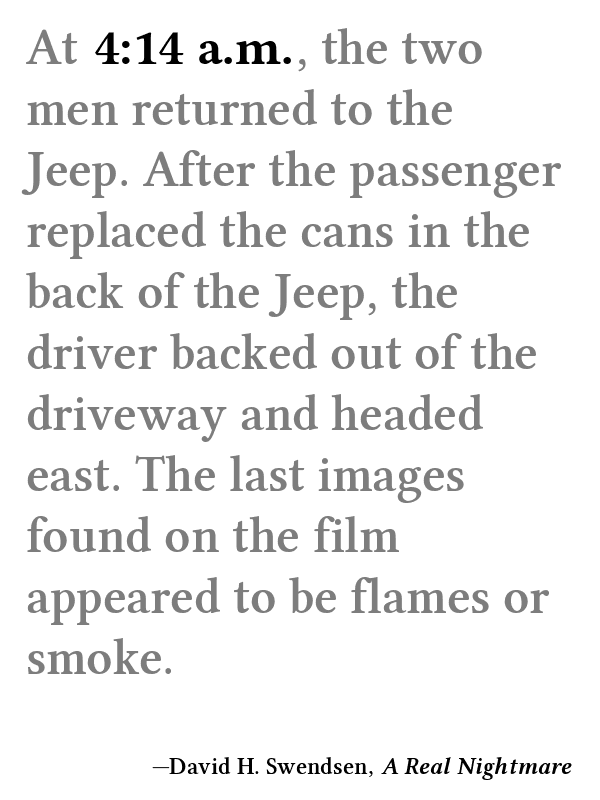 At 4:14 a.m., the two
men returned to the
Jeep. After the passenger
replaced the cans in the
back of the Jeep, the
driver backed out of the
driveway and headed
east. The last images
found on the film
appeared to be flames or
smoke.
—David H. Swendsen, A Real Nightmare